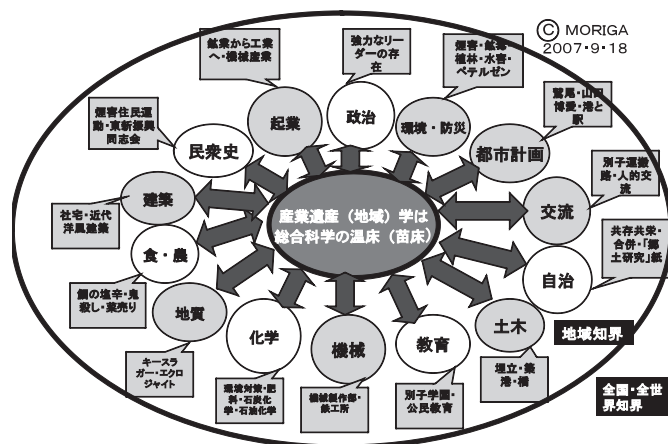 © MORIGA
2007・9・18
鉱業から工業
へ・機械産業
強力なリー
ダーの存
在
煙害・鉱毒・
植林・水害・
ペテルゼン
鷲尾・山田
博愛・港と
駅
煙害住民運
動・東新振興
同志会
民衆史
起業
政治
環境・防災
都市計画
別子運搬
路・人的交
流
建築
社宅・近代
洋風建築
産業遺産（地域）学は
総合科学の温床（苗床）
交流
共存共栄・
合併・「郷
土研究」紙
食・農
鯛の塩辛・鬼
殺し・菜売り
自治
地質
キースラ
ガー・エクロ
ジャイト
化学
環境対策・肥
料・石炭化
学・石油化学
機械
機械製作部・
鉄工所
教育
別子学園・
公民教育
土木
埋立・築
港・橋
地域知界
全国・全世
界知界